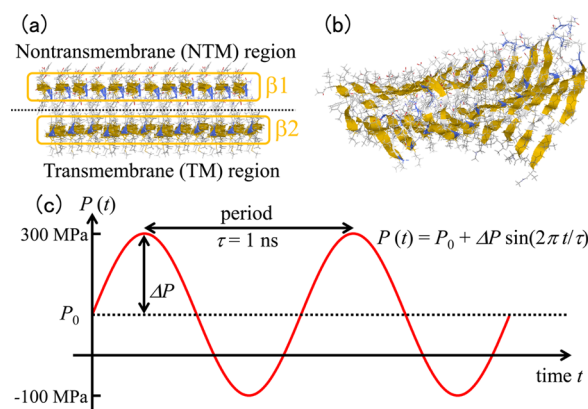 (a)
Nontransmembrane (NTM) region
β1
β2
Transmembrane (TM) region
(b)
(c)
P (t)
300 MPa
period
τ = 1 ns
P (t) = P₀ + ΔP sin(2π t/τ)
ΔP
P₀
time t
-100 MPa